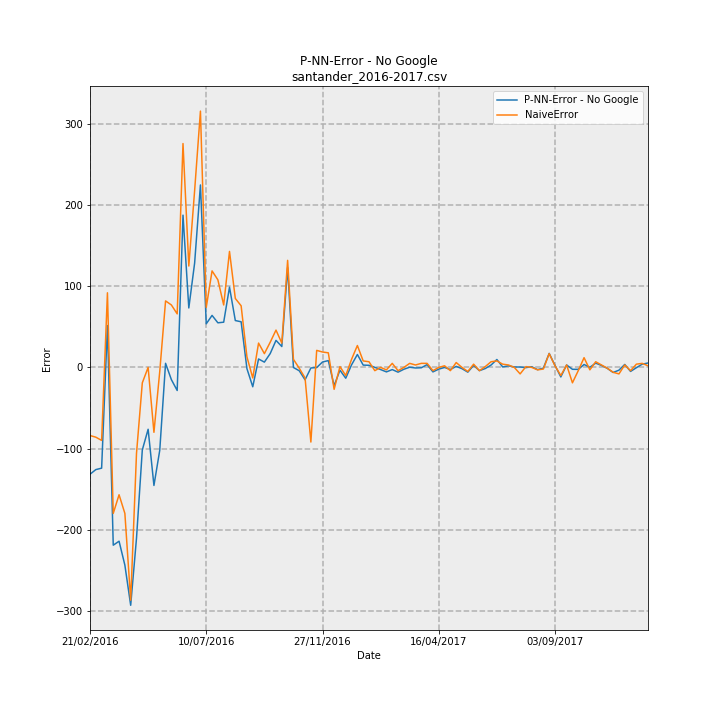 P-NN-Error - No Google
santander_2016-2017.csv
P-NN-Error - No Google
NaiveError
300
200
100
0
−100
−200
−300
Error
21/02/2016
10/07/2016
27/11/2016
16/04/2017
03/09/2017
Date